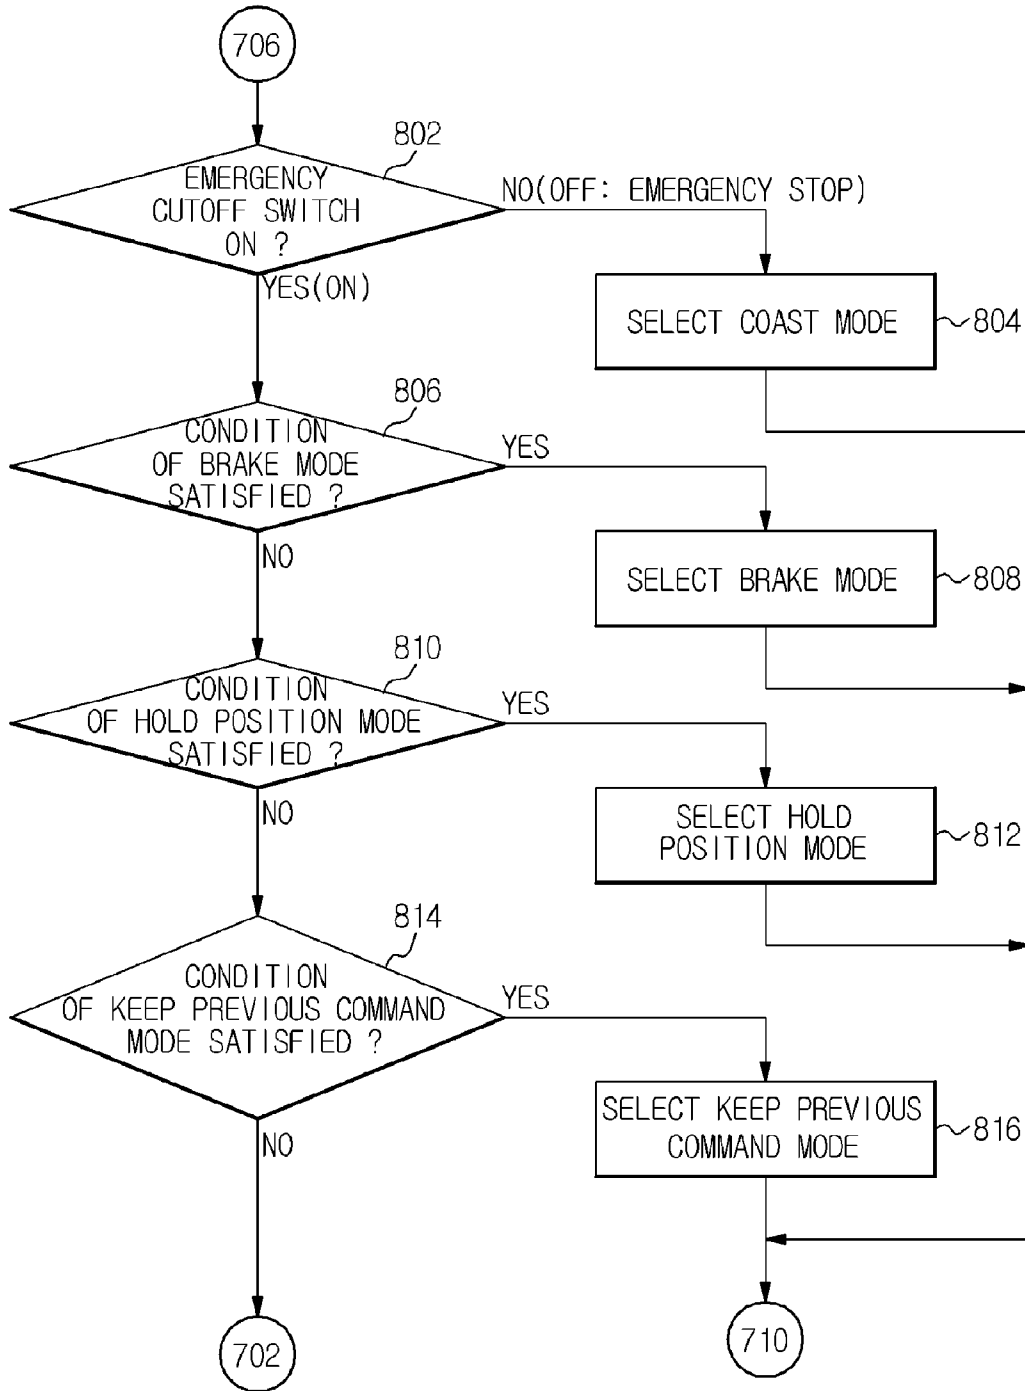 706
802
EMERGENCY
CUTOFF SWITCH
ON ?
NO(OFF: EMERGENCY STOP)
YES(ON)
SELECT COAST MODE
804
806
CONDITION
OF BRAKE MODE
SATISFIED ?
YES
NO
SELECT BRAKE MODE
808
810
CONDITION
OF HOLD POSITION MODE
SATISFIED ?
YES
NO
SELECT HOLD
POSITION MODE
812
814
CONDITION
OF KEEP PREVIOUS COMMAND
MODE SATISFIED ?
YES
NO
SELECT KEEP PREVIOUS
COMMAND MODE
816
702
710